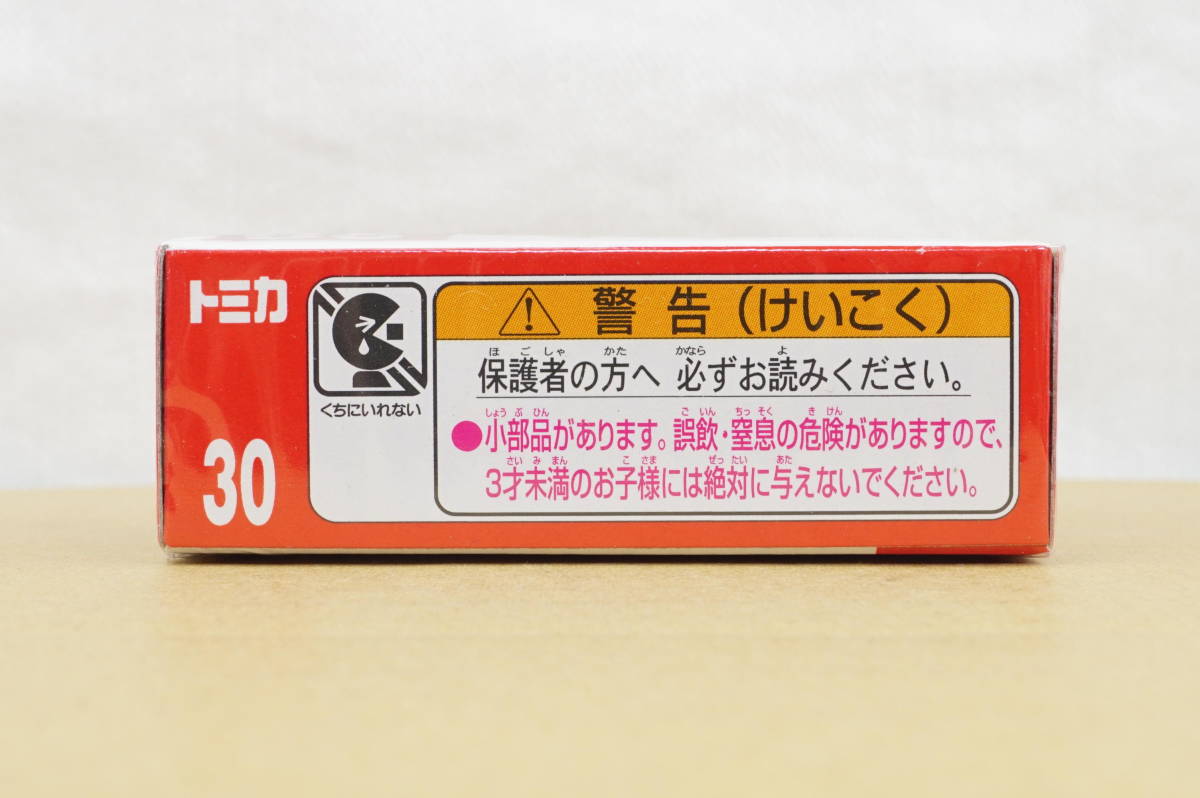 トミカ
30
くちにいれない
警告（けいこく）
ほごしゃ かた かなら よ
保護者の方へ 必ずお読みください。
しょうぶひん ごいん ちっそく きけん
●小部品があります。誤飲・窒息の危険がありますので、
さいみまん こさま ぜったい あた
3才未満のお子様には絶対に与えないでください。